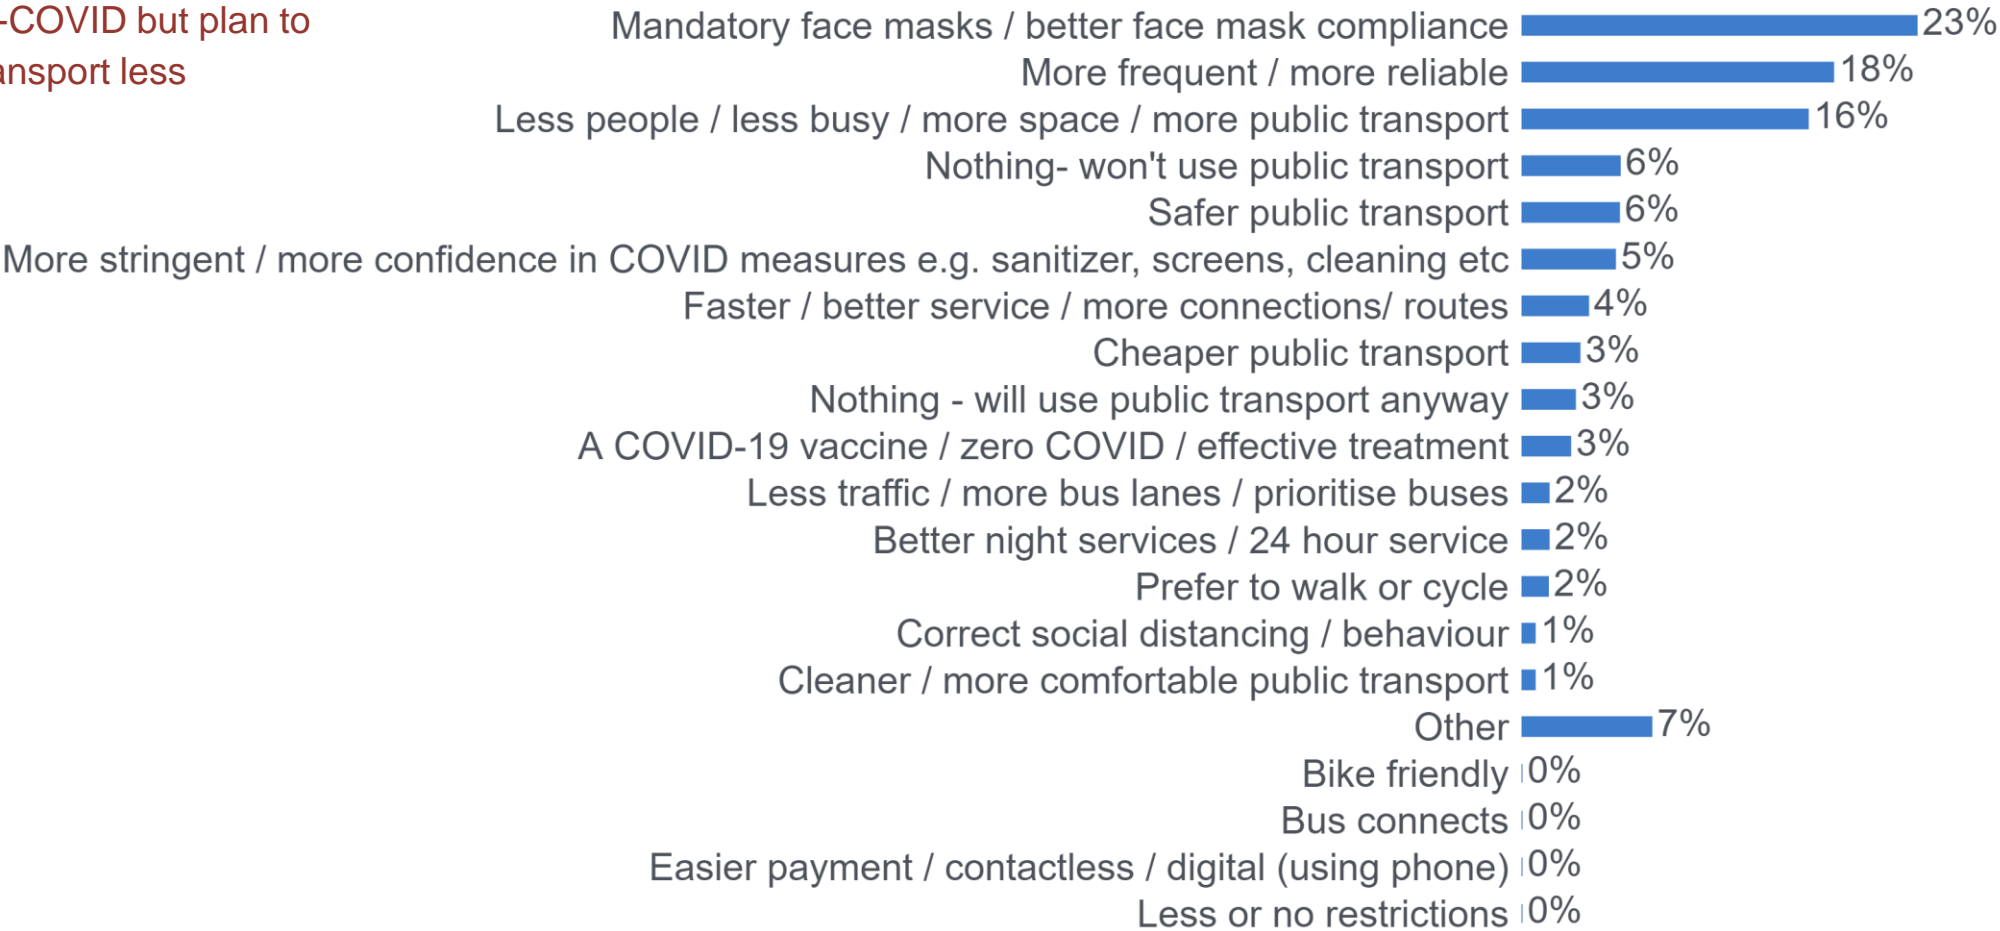 -COVID but plan to
ansport less
Mandatory face masks / better face mask compliance 23%
More frequent / more reliable 18%
Less people / less busy / more space / more public transport 16%
Nothing- won't use public transport 6%
Safer public transport 6%
More stringent / more confidence in COVID measures e.g. sanitizer, screens, cleaning etc 5%
Faster / better service / more connections/ routes 4%
Cheaper public transport 3%
Nothing - will use public transport anyway 3%
A COVID-19 vaccine / zero COVID / effective treatment 3%
Less traffic / more bus lanes / prioritise buses 2%
Better night services / 24 hour service 2%
Prefer to walk or cycle 2%
Correct social distancing / behaviour 1%
Cleaner / more comfortable public transport 1%
Other 7%
Bike friendly 0%
Bus connects 0%
Easier payment / contactless / digital (using phone) 0%
Less or no restrictions 0%